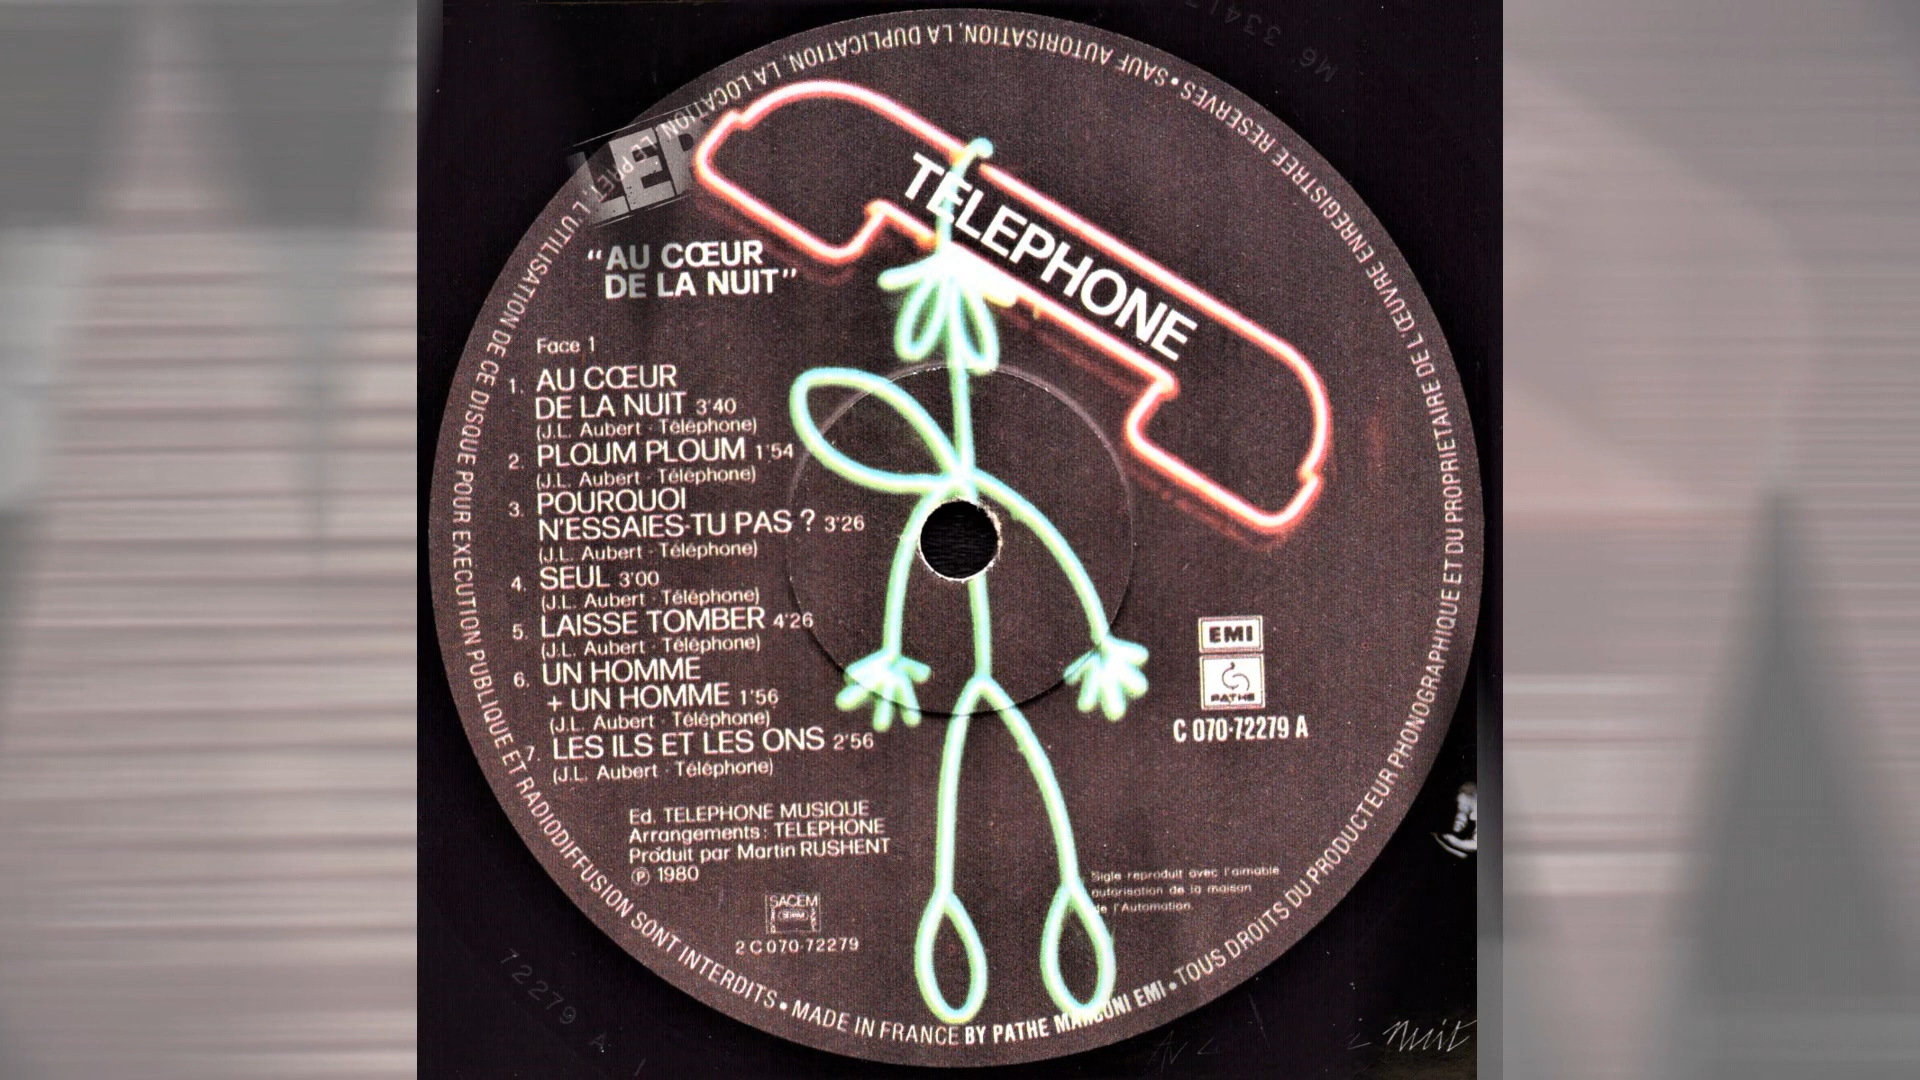 TELEPHONE
"AU CŒUR
DE LA NUIT"
Face 1
1. AU CŒUR
DE LA NUIT 3'40
(J.L. Aubert - Téléphone)
2. PLOUM PLOUM 1'54
(J.L. Aubert - Téléphone)
3. POURQUOI
N'ESSAIES-TU PAS ? 3'26
(J.L. Aubert - Téléphone)
4. SEUL 3'00
(J.L. Aubert - Téléphone)
5. LAISSE TOMBER 4'26
(J.L. Aubert - Téléphone)
6. UN HOMME
+ UN HOMME 1'56
(J.L. Aubert - Téléphone)
7. LES ILS ET LES ONS 2'56
(J.L. Aubert - Téléphone)
Ed. TELEPHONE MUSIQUE
Arrangements : TELEPHONE
Produit par Martin RUSHENT
℗ 1980
SACEM
2 C 070-72279
EMI
PATHE
C 070-72279 A
Sigle reproduit avec l'aimable
autorisation de la maison
de l'Automation.
TOUS DROITS DU PRODUCTEUR PHONOGRAPHIQUE ET DU PROPRIETAIRE DE L'ŒUVRE ENREGISTREE RESERVES • SAUF AUTORISATION, LA DUPLICATION, LA LOCATION, LE PRET, L'UTILISATION DE CE DISQUE POUR EXECUTION PUBLIQUE ET RADIODIFFUSION SONT INTERDITS • MADE IN FRANCE BY PATHE MARCONI EMI •
72279 A
Nuit